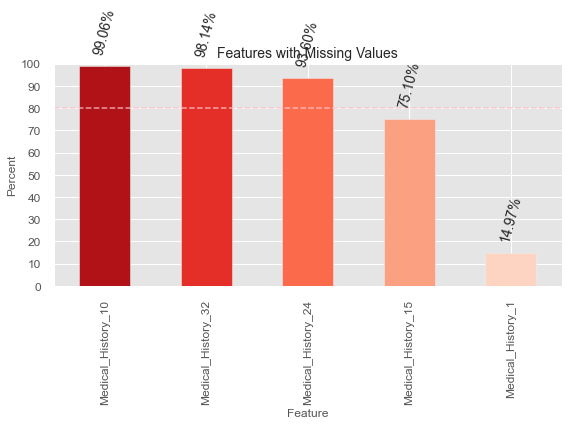 Features with Missing Values
99.06%
98.14%
93.60%
75.10%
14.97%
Percent
100
90
80
70
60
50
40
30
20
10
0
Medical_History_10
Medical_History_32
Medical_History_24
Medical_History_15
Medical_History_1
Feature